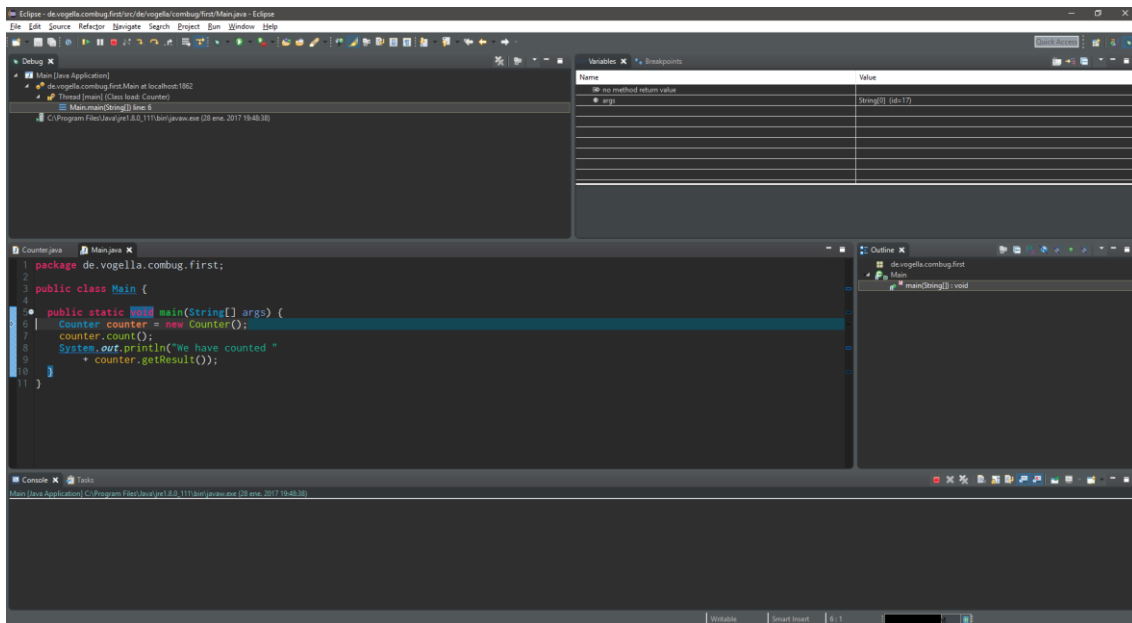 Eclipse - de.vogella.combug.first/src/de/vogella/combug/first/Main.java - Eclipse
File Edit Source Refactor Navigate Search Project Run Window Help
Quick Access
Debug
Main [Java Application]
de.vogella.combug.first.Main at localhost:1862
Thread [main] (Class load: Counter)
Main.main(String[]) line: 6
C:\Program Files\Java\jre1.8.0_111\bin\javaw.exe (28 ene. 2017 19:48:38)
Variables Breakpoints
Name Value
no method return value
args String[0] (id=17)
Counter.java Main.java
1 package de.vogella.combug.first;
2
3 public class Main {
4
5 public static void main(String[] args) {
6 Counter counter = new Counter();
7 counter.count();
8 System.out.println("We have counted "
9 + counter.getResult());
10 }
11 }
Outline
de.vogella.combug.first
Main
main(String[]) : void
Console Tasks
Main [Java Application] C:\Program Files\Java\jre1.8.0_111\bin\javaw.exe (28 ene. 2017 19:48:38)
Writable Smart Insert 6 : 1